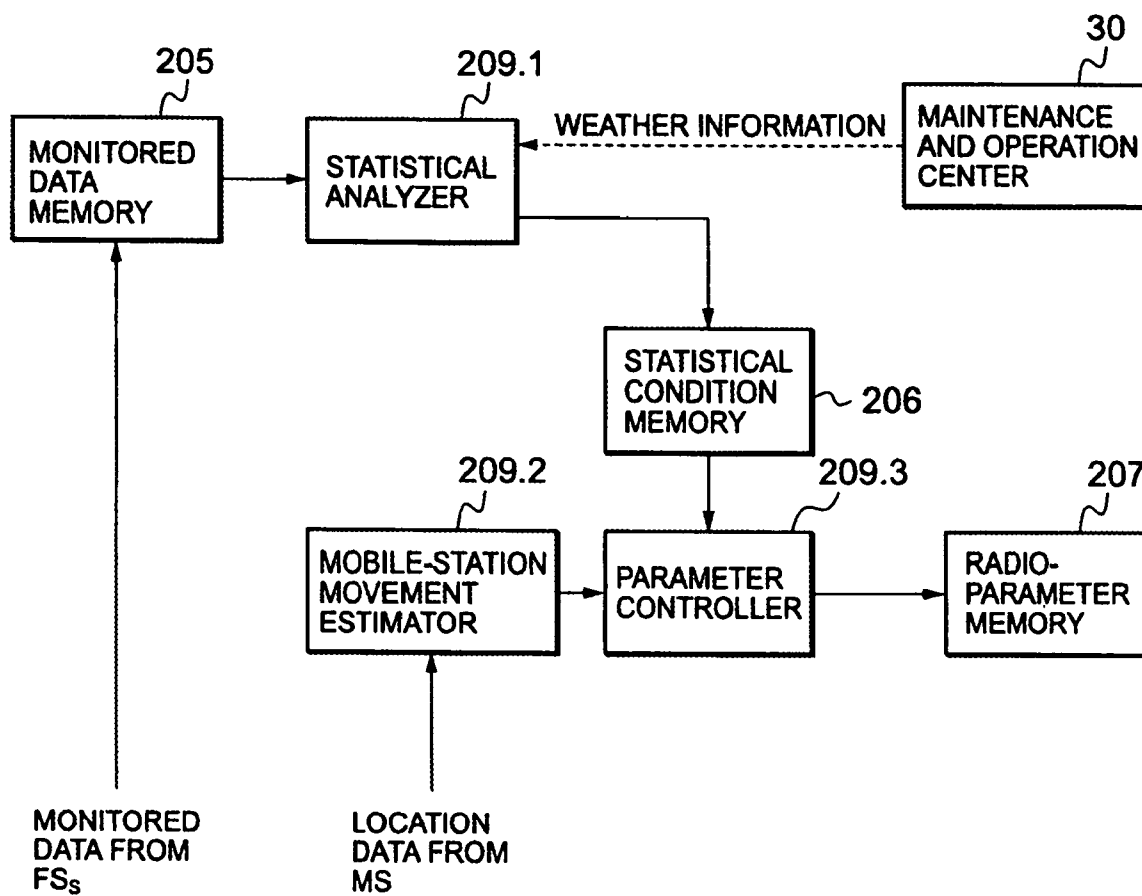 205
209.1
30
MONITORED
DATA
MEMORY
STATISTICAL
ANALYZER
WEATHER INFORMATION
MAINTENANCE
AND OPERATION
CENTER
STATISTICAL
CONDITION
MEMORY
206
209.2
209.3
207
MOBILE-STATION
MOVEMENT
ESTIMATOR
PARAMETER
CONTROLLER
RADIO-
PARAMETER
MEMORY
MONITORED
DATA FROM
FSs
LOCATION
DATA FROM
MS